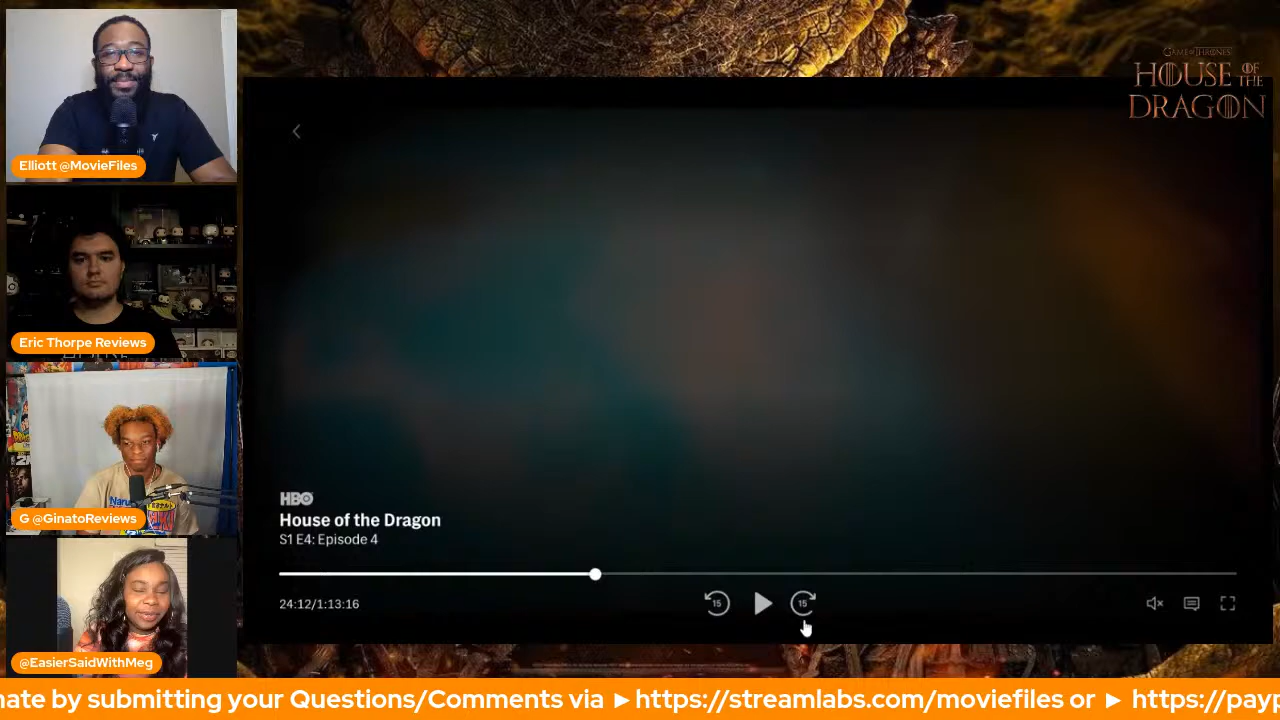 Elliott @MovieFiles
Eric Thorpe Reviews
G @GinatoReviews
@EasierSaidWithMeg
GAME OF THRONES
HOUSE OF THE
DRAGON
HBO
House of the Dragon
S1 E4: Episode 4
24:12/1:13:16
15
15
nate by submitting your Questions/Comments via ►https://streamlabs.com/moviefiles or ► https://payp